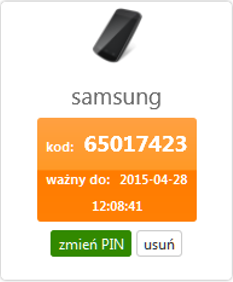 samsung
kod: 65017423
ważny do: 2015-04-28
12:08:41
zmień PIN usuń